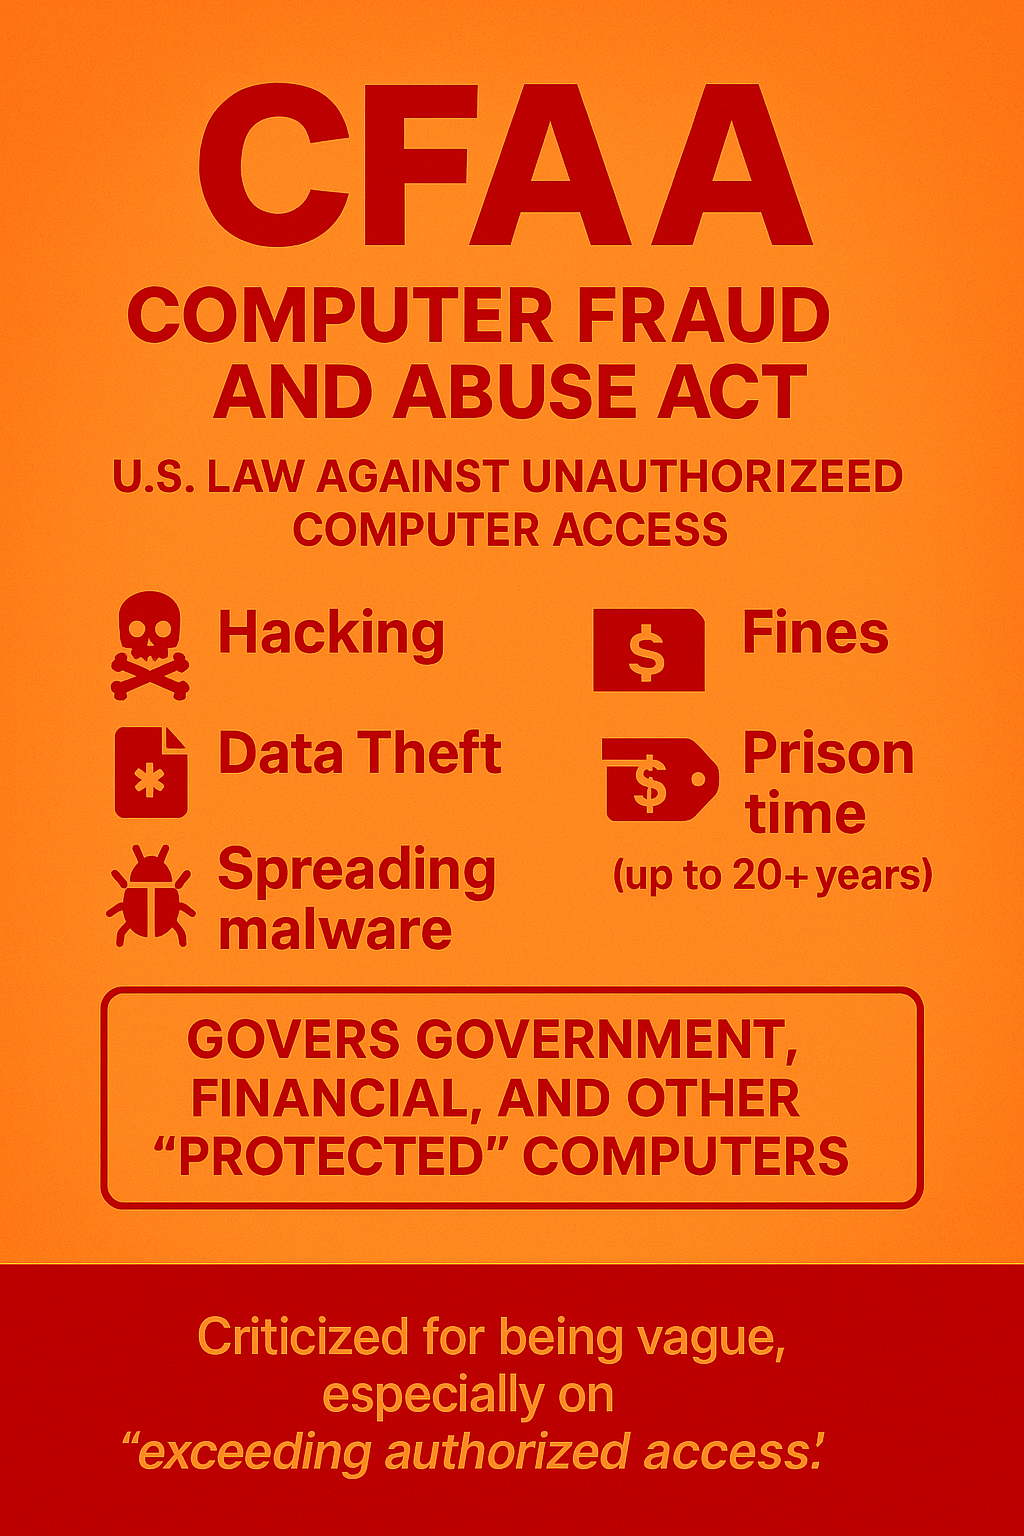 CFAA
COMPUTER FRAUD
AND ABUSE ACT
U.S. LAW AGAINST UNAUTHORIZEED
COMPUTER ACCESS
Hacking
Data Theft
Spreading
malware
$ Fines
$ Prison
time
(up to 20+ years)
GOVERS GOVERNMENT,
FINANCIAL, AND OTHER
“PROTECTED” COMPUTERS
Criticized for being vague,
especially on
“exceeding authorized access.’